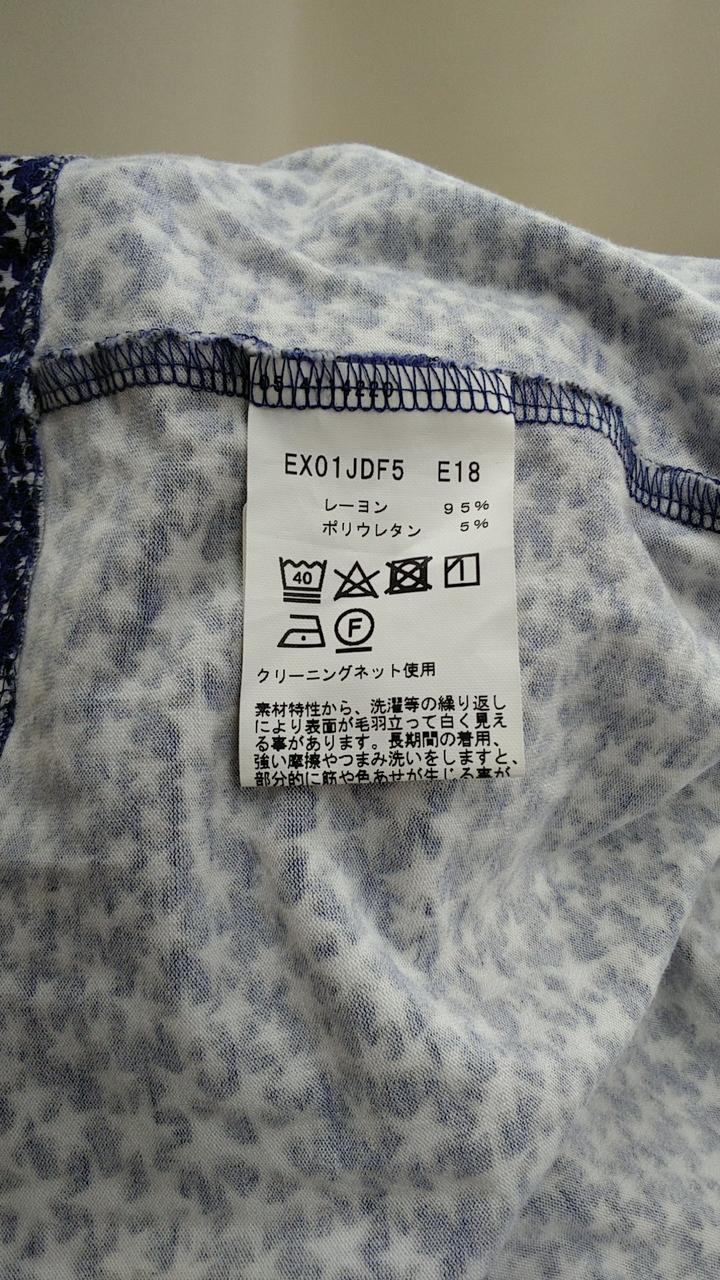 EX01JDF5 E18
レーヨン 95%
ポリウレタン 5%
40
F
クリーニングネット使用
素材特性から、洗濯等の繰り返し
により表面が毛羽立って白く見え
る事があります。長期間の着用、
強い摩擦やつまみ洗いをしますと、
部分的に筋や色あせが生じる事が